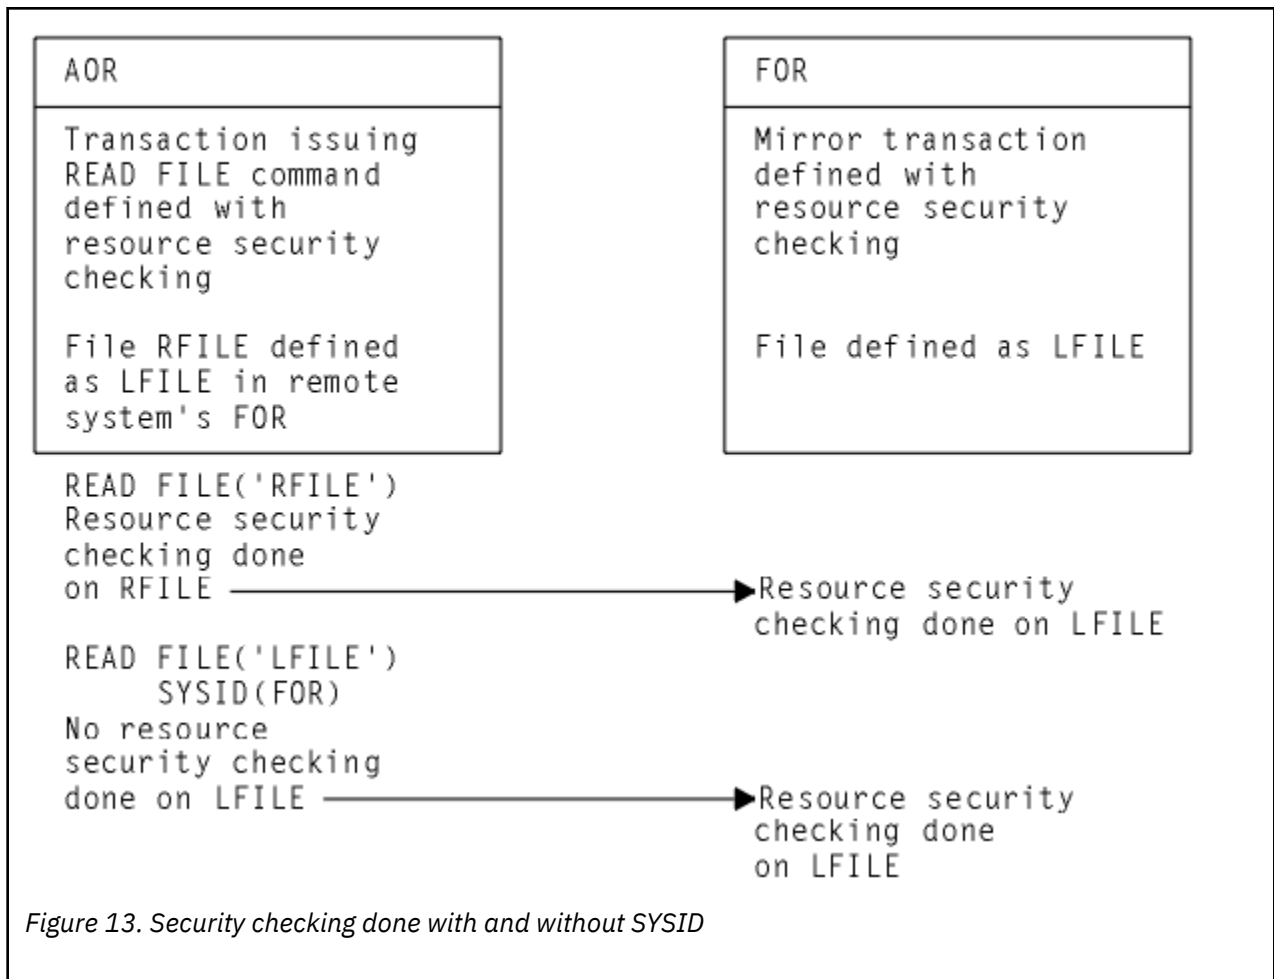 AOR
Transaction issuing
READ FILE command
defined with
resource security
checking
File RFILE defined
as LFILE in remote
system's FOR
FOR
Mirror transaction
defined with
resource security
checking
File defined as LFILE
READ FILE('RFILE')
Resource security
checking done
on RFILE
Resource security
checking done on LFILE
READ FILE('LFILE')
SYSID(FOR)
No resource
security checking
done on LFILE
Resource security
checking done
on LFILE
Figure 13. Security checking done with and without SYSID